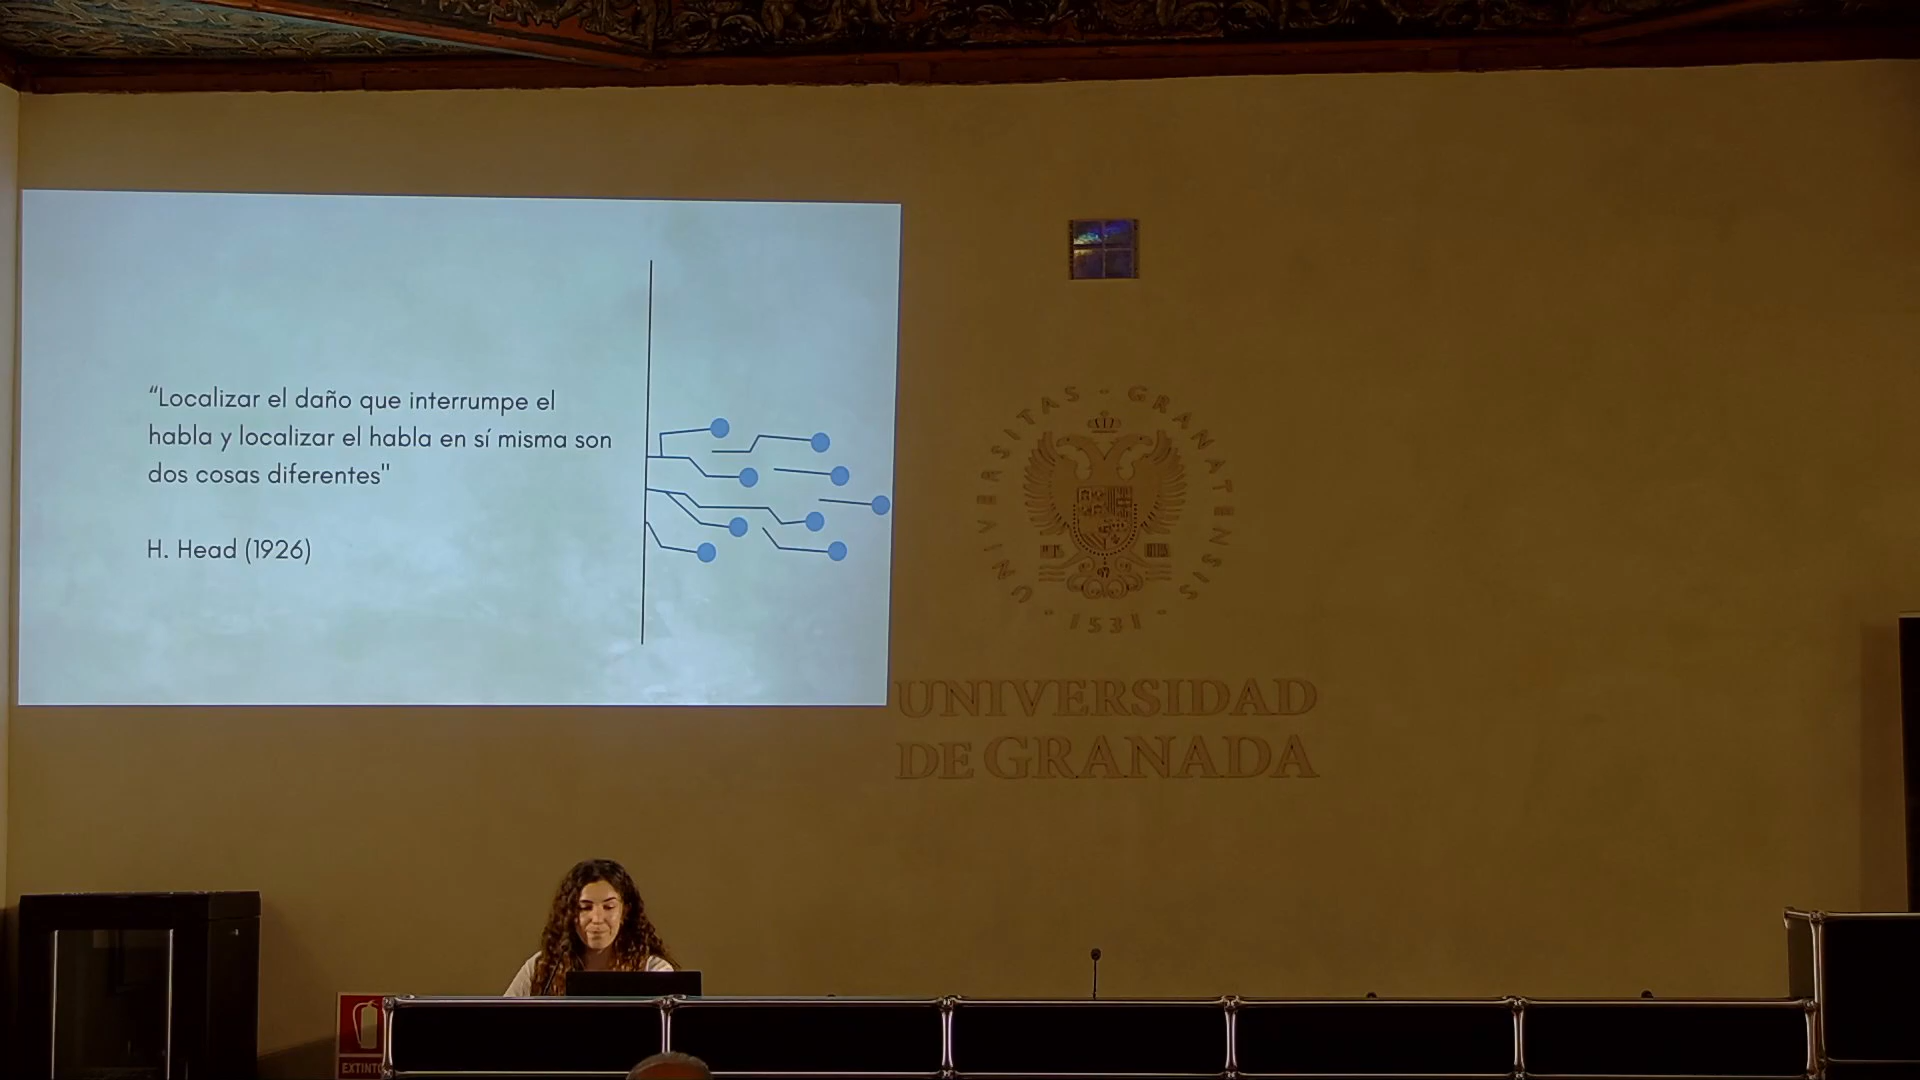 “Localizar el daño que interrumpe el
habla y localizar el habla en sí misma son
dos cosas diferentes"
H. Head (1926)
UNIVERSITAS - GRANATENSIS
- 1531 -
UNIVERSIDAD
DE GRANADA